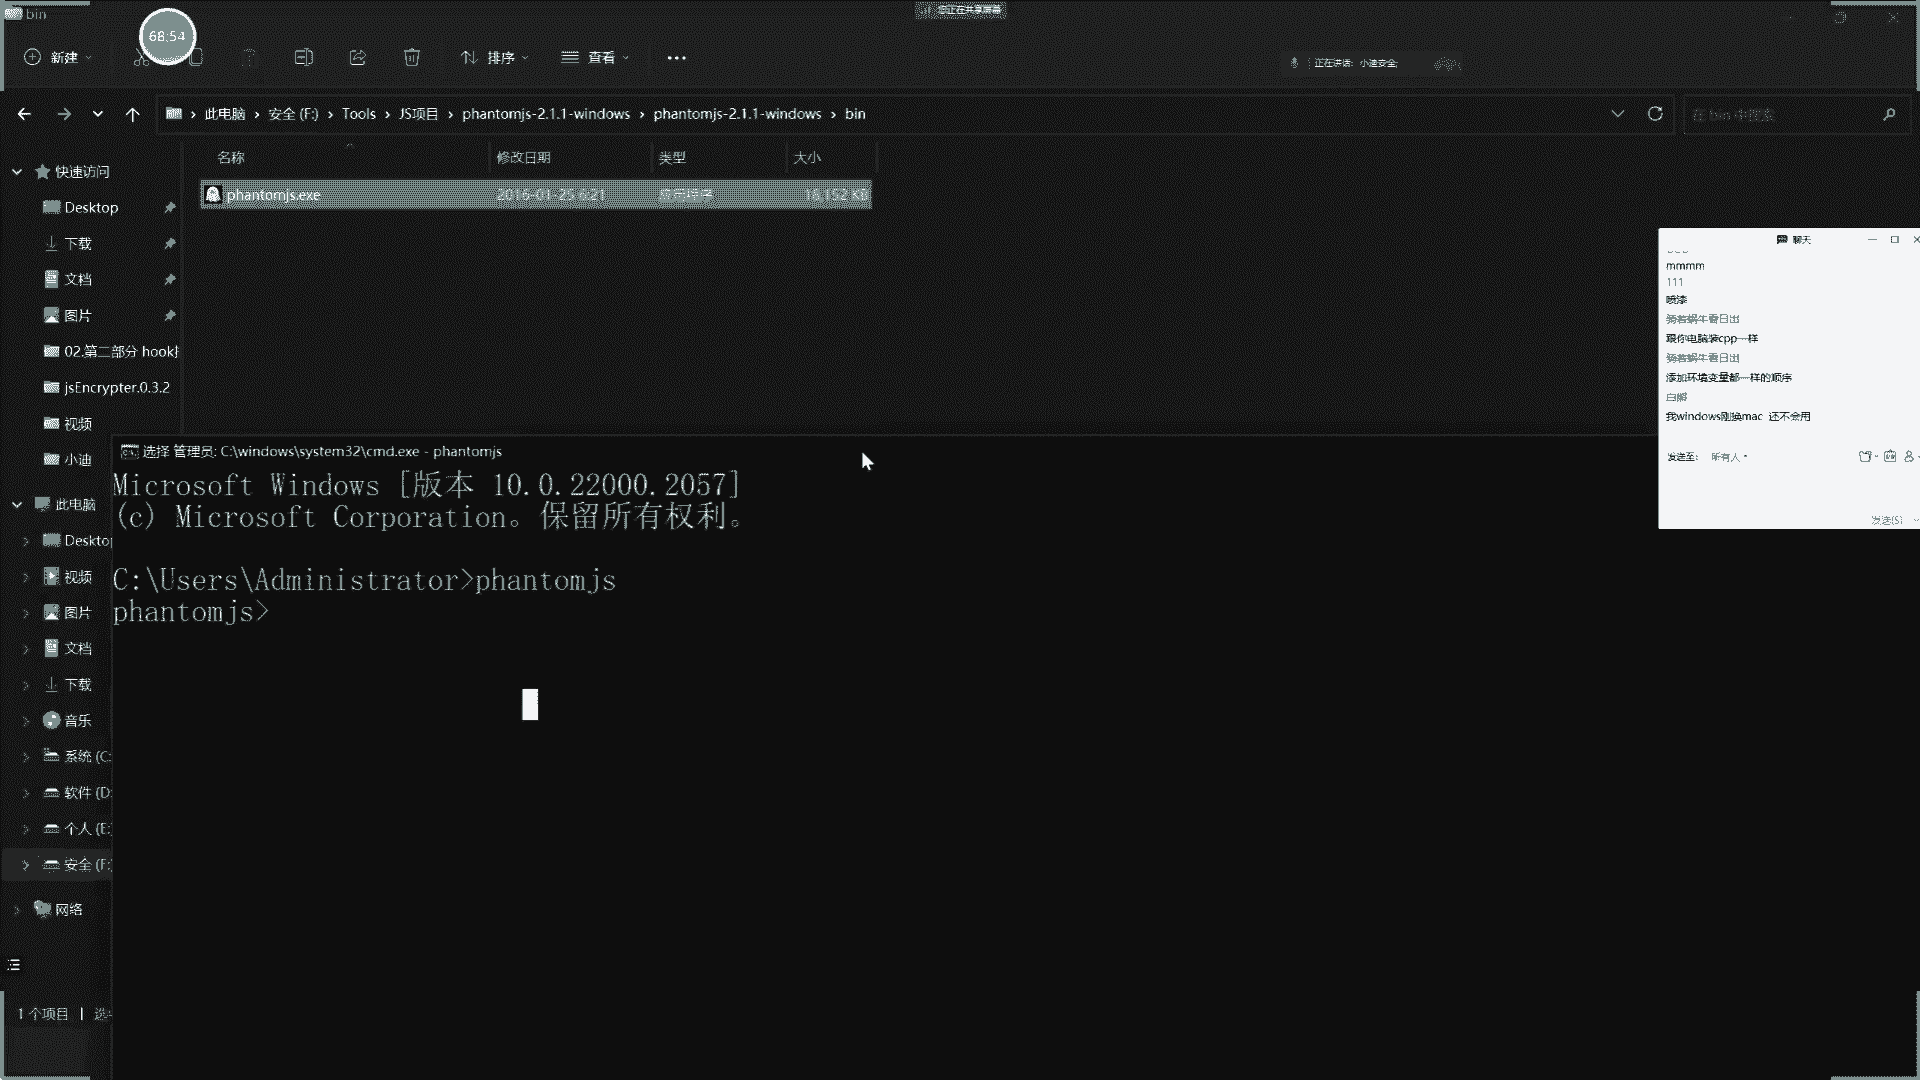 bin
68:54
您正在共享屏幕
新建
排序
查看
正在讲话: 小迪安全;
此电脑 > 安全 (F:) > Tools > JS项目 > phantomjs-2.1.1-windows > phantomjs-2.1.1-windows > bin
在 bin 中搜索
名称 修改日期 类型 大小
phantomjs.exe 2016-01-25 6:21 应用程序 18,152 KB
快速访问
Desktop
下载
文档
图片
02.第二部分 hook
jsEncrypter.0.3.2
视频
小迪
此电脑
Deskto
视频
图片
文档
下载
音乐
系统 (C:
软件 (D:
个人 (E:
安全 (F:
网络
1 个项目
选
选择 管理员: C:\windows\system32\cmd.exe - phantomjs
Microsoft Windows [版本 10.0.22000.2057]
(c) Microsoft Corporation。保留所有权利。
C:\Users\Administrator>phantomjs
phantomjs>
聊天
mmmm
111
喷漆
骑着蜗牛看日出
跟你电脑装cpp一样
骑着蜗牛看日出
添加环境变量都一样的顺序
我windows刚换mac 还不会用
发送至: 所有人
发送(S)